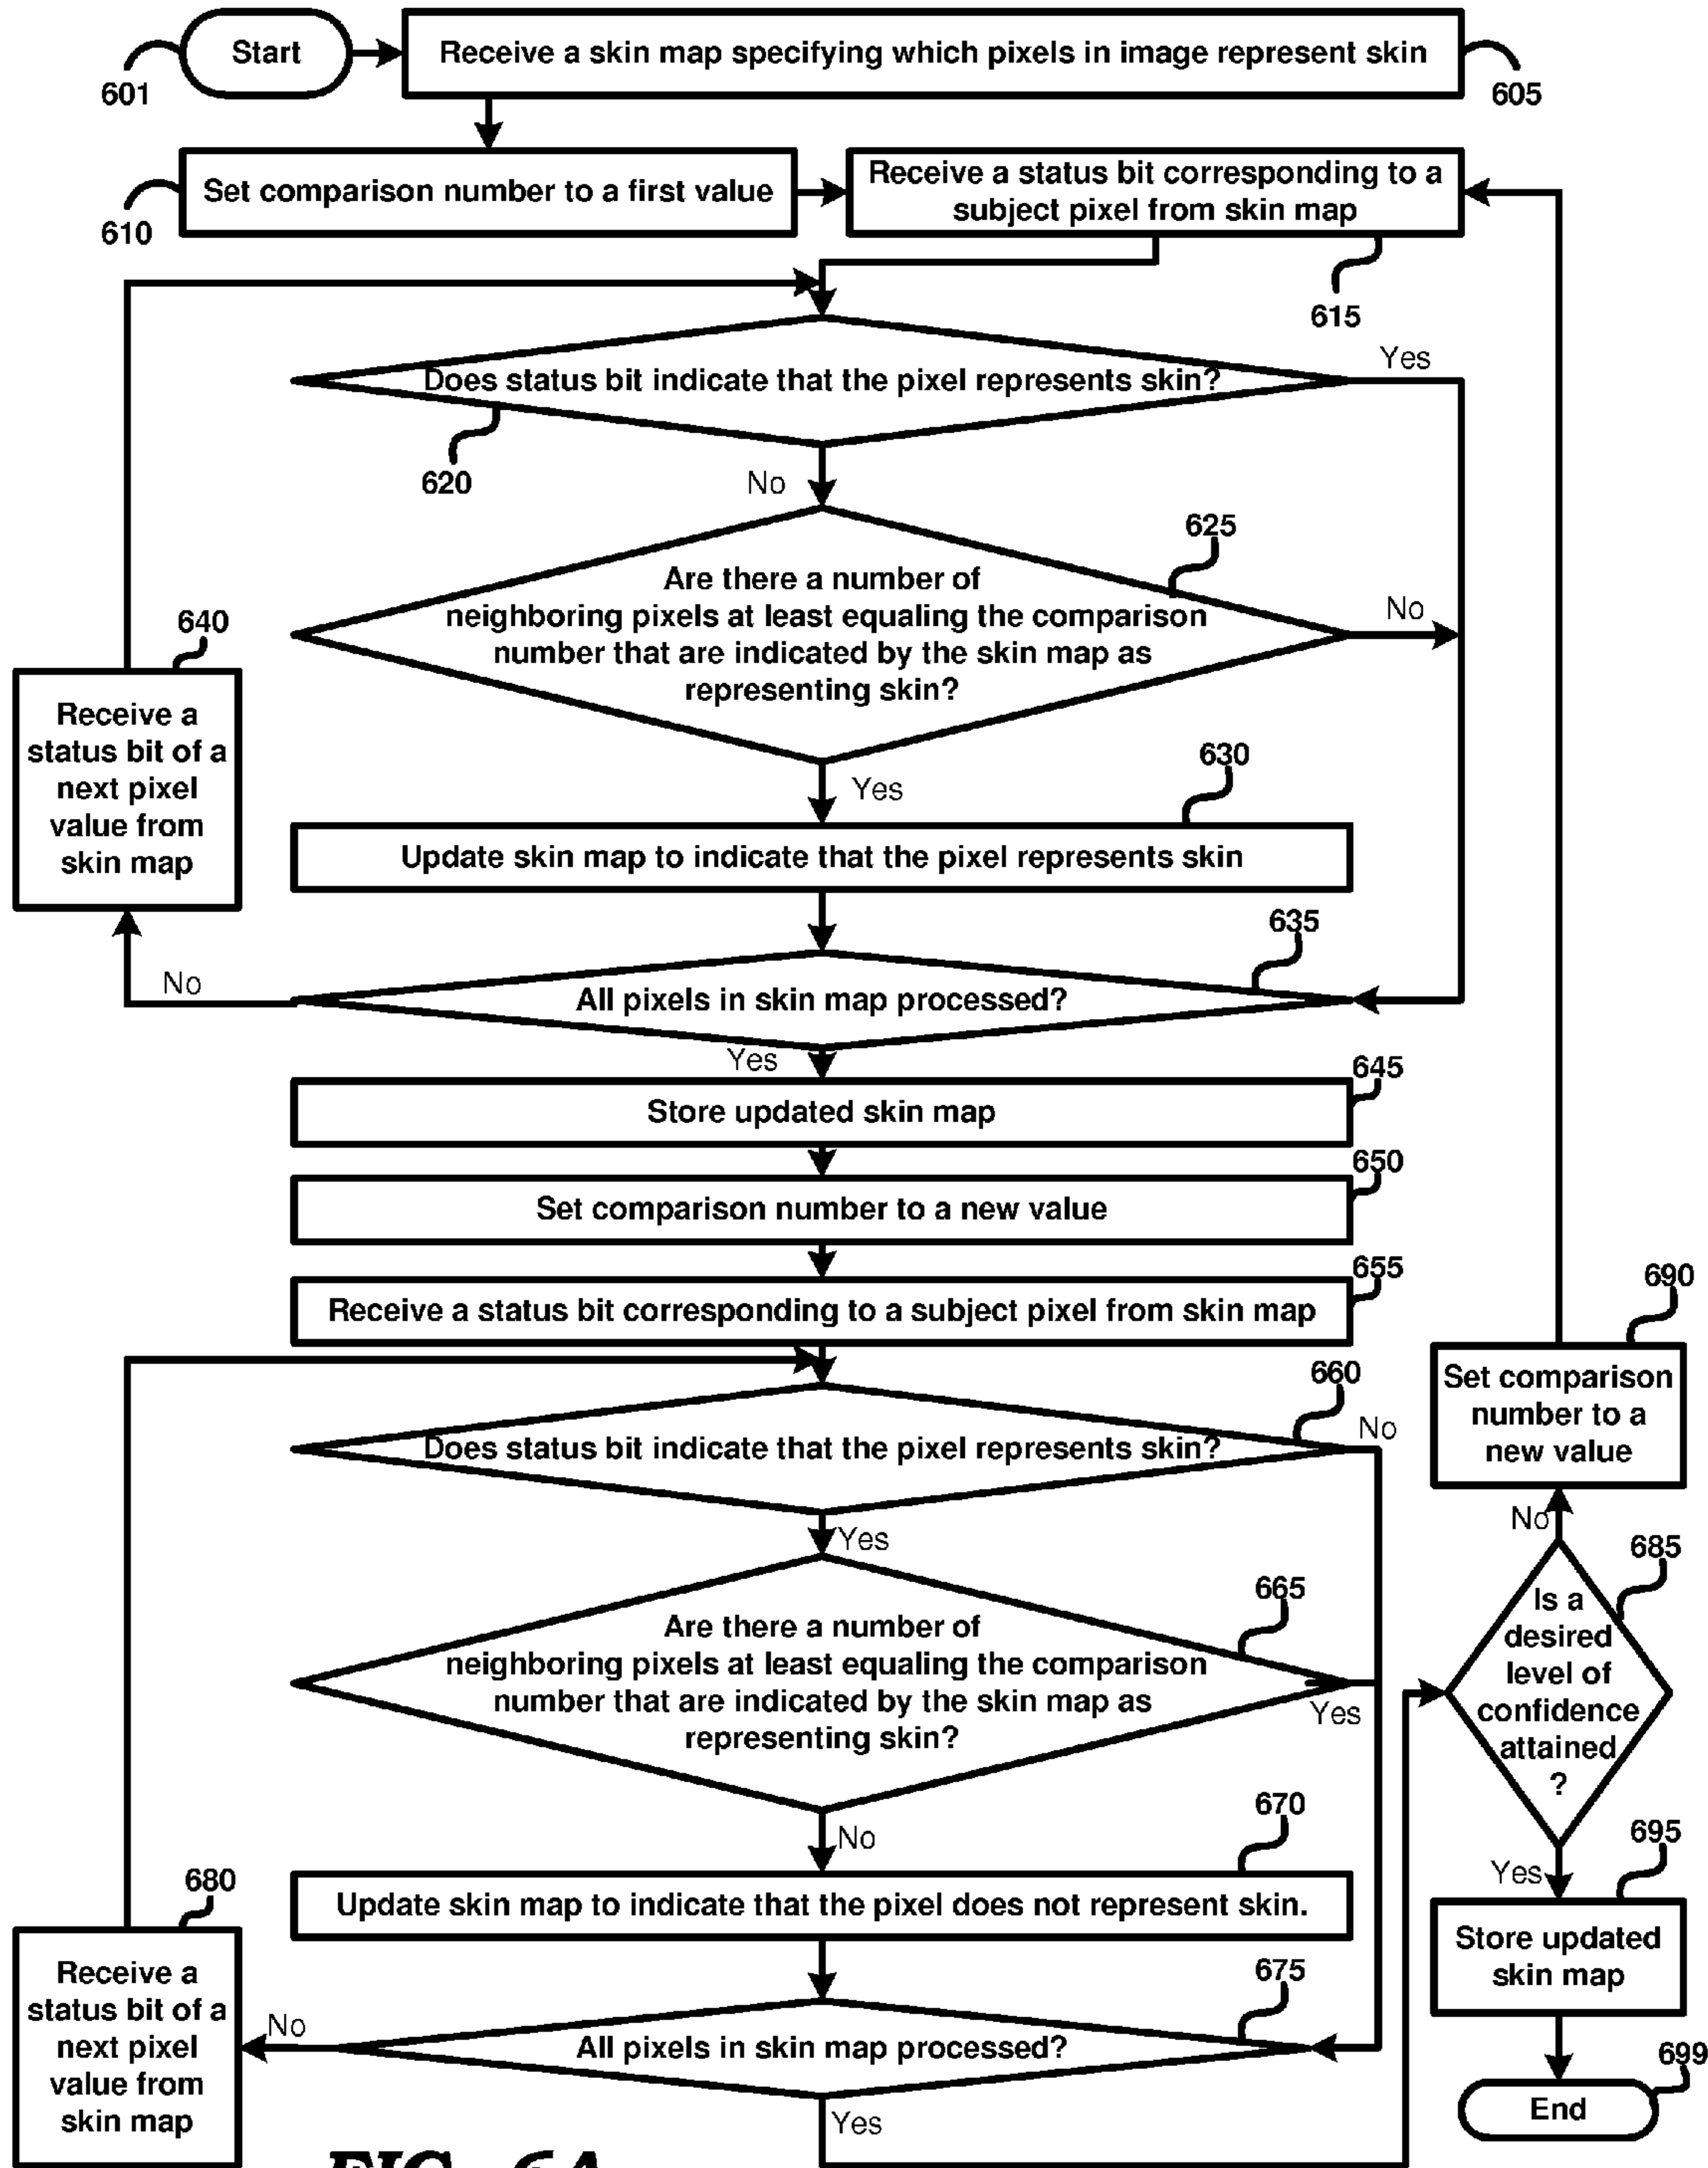 Start
601
Receive a skin map specifying which pixels in image represent skin
605
Set comparison number to a first value
610
Receive a status bit corresponding to a
subject pixel from skin map
615
Does status bit indicate that the pixel represents skin?
Yes
620
No
625
Are there a number of
neighboring pixels at least equaling the comparison
number that are indicated by the skin map as
representing skin?
No
640
Receive a
status bit of a
next pixel
value from
skin map
Yes
630
Update skin map to indicate that the pixel represents skin
635
All pixels in skin map processed?
No
Yes
645
Store updated skin map
650
Set comparison number to a new value
655
Receive a status bit corresponding to a subject pixel from skin map
660
Does status bit indicate that the pixel represents skin?
No
Yes
665
Are there a number of
neighboring pixels at least equaling the comparison
number that are indicated by the skin map as
representing skin?
Yes
No
670
Update skin map to indicate that the pixel does not represent skin.
675
All pixels in skin map processed?
No
680
Receive a
status bit of a
next pixel
value from
skin map
Yes
690
Set comparison
number to a
new value
No
685
Is a
desired
level of
confidence
attained
?
Yes
695
Store updated
skin map
699
End
FIG. 6A